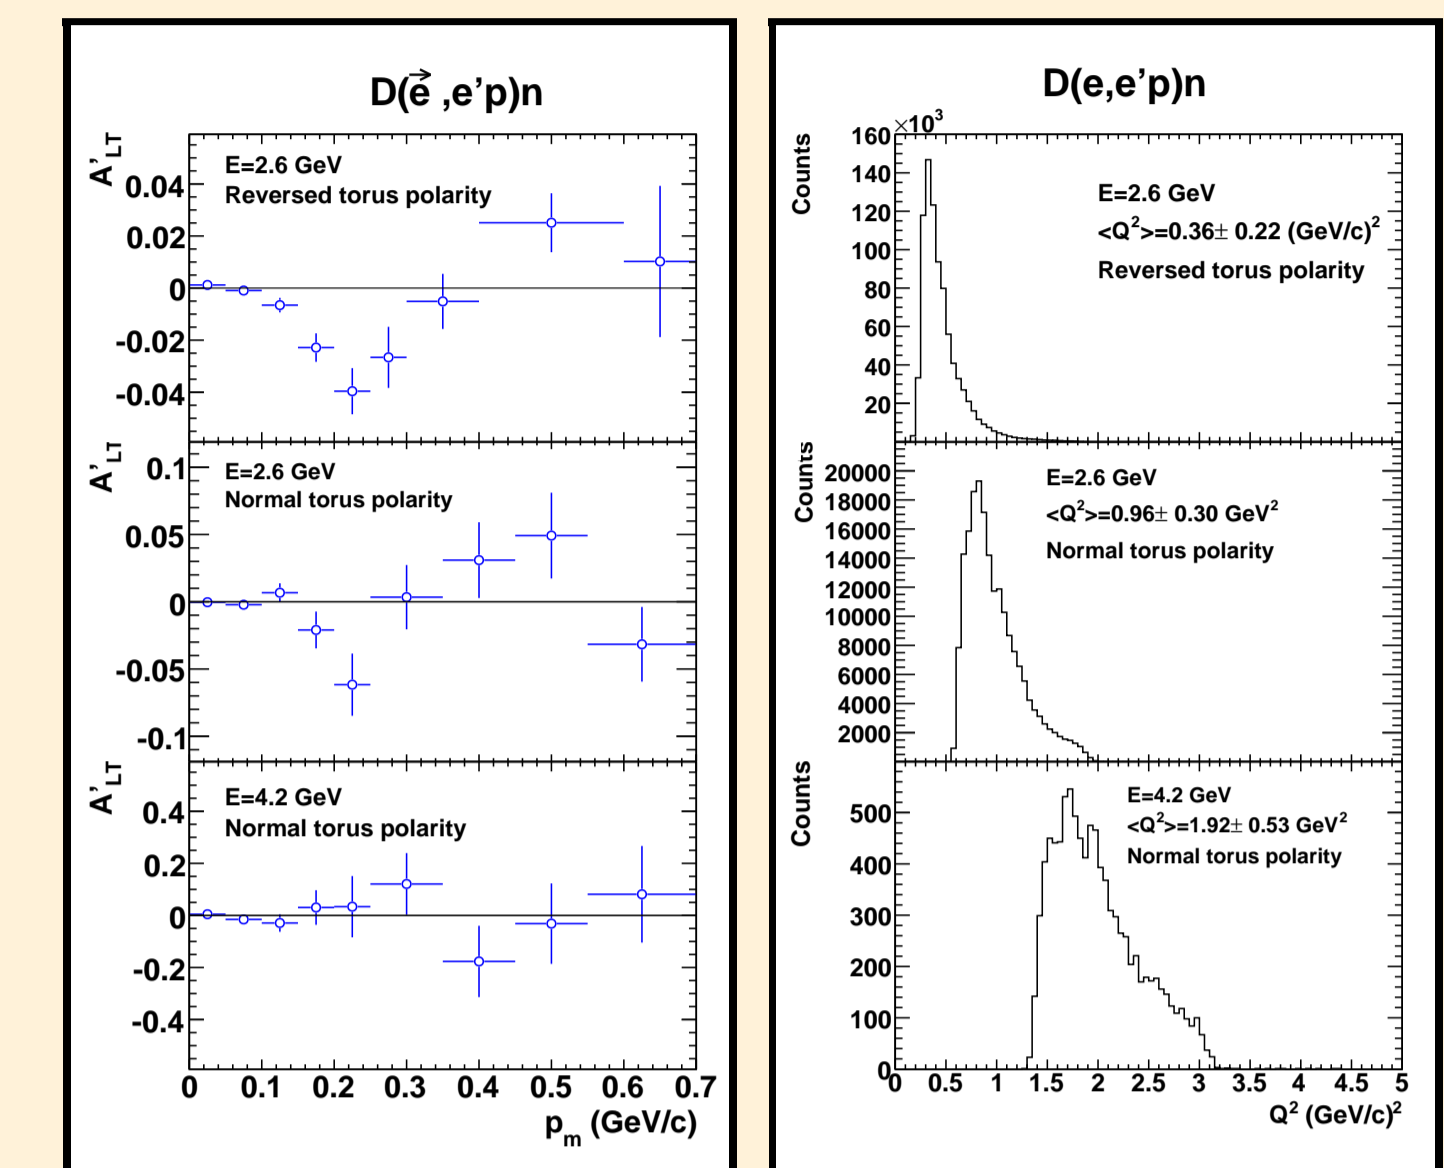 D(e⃗ ,e'p)n
A'LT
E=2.6 GeV
Reversed torus polarity
0.04
0.02
0
-0.02
-0.04
A'LT
E=2.6 GeV
Normal torus polarity
0.1
0.05
0
-0.05
-0.1
A'LT
E=4.2 GeV
Normal torus polarity
0.4
0.2
0
-0.2
-0.4
0 0.1 0.2 0.3 0.4 0.5 0.6 0.7
pm (GeV/c)
D(e,e'p)n
×10³
Counts
E=2.6 GeV
<Q²>=0.36± 0.22 (GeV/c)²
Reversed torus polarity
160
140
120
100
80
60
40
20
Counts
E=2.6 GeV
<Q²>=0.96± 0.30 GeV²
Normal torus polarity
20000
18000
16000
14000
12000
10000
8000
6000
4000
2000
Counts
E=4.2 GeV
<Q²>=1.92± 0.53 GeV²
Normal torus polarity
500
400
300
200
100
0
0 0.5 1 1.5 2 2.5 3 3.5 4 4.5 5
Q² (GeV/c)²